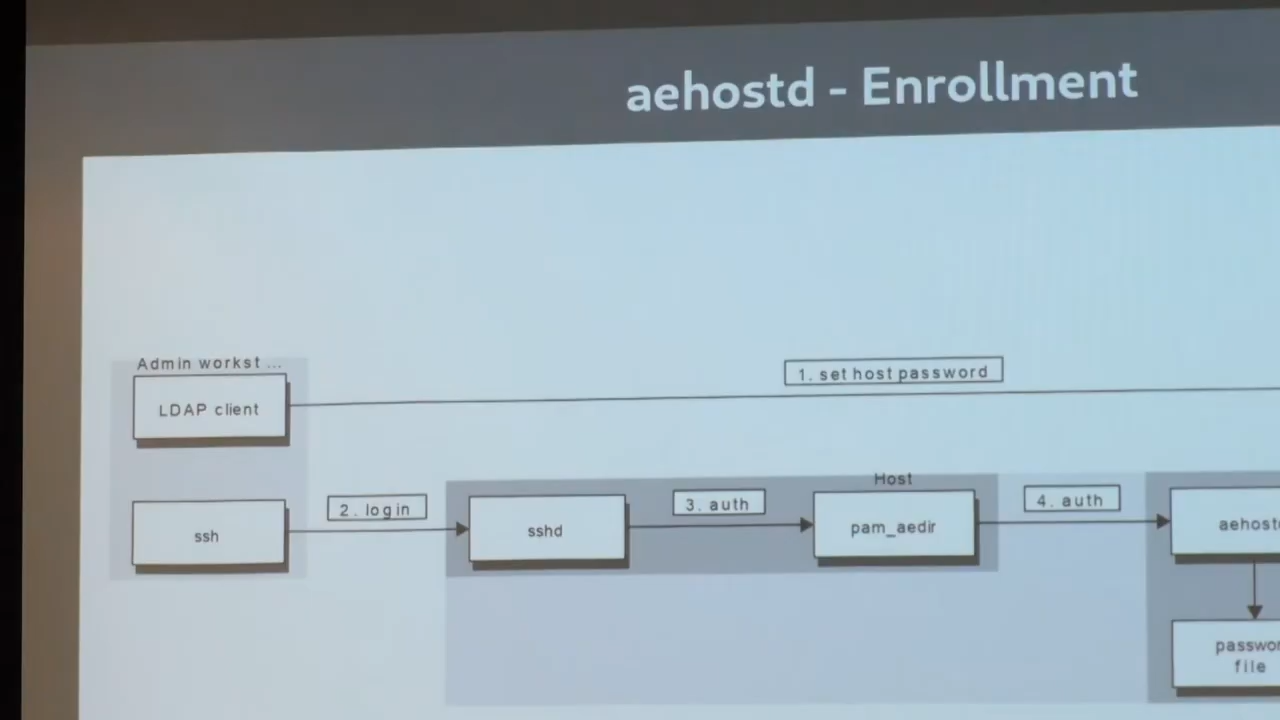 aehostd - Enrollment
Admin workst ...
LDAP client
1. set host password
Host
2. login
3. auth
4. auth
ssh
sshd
pam_aedir
file